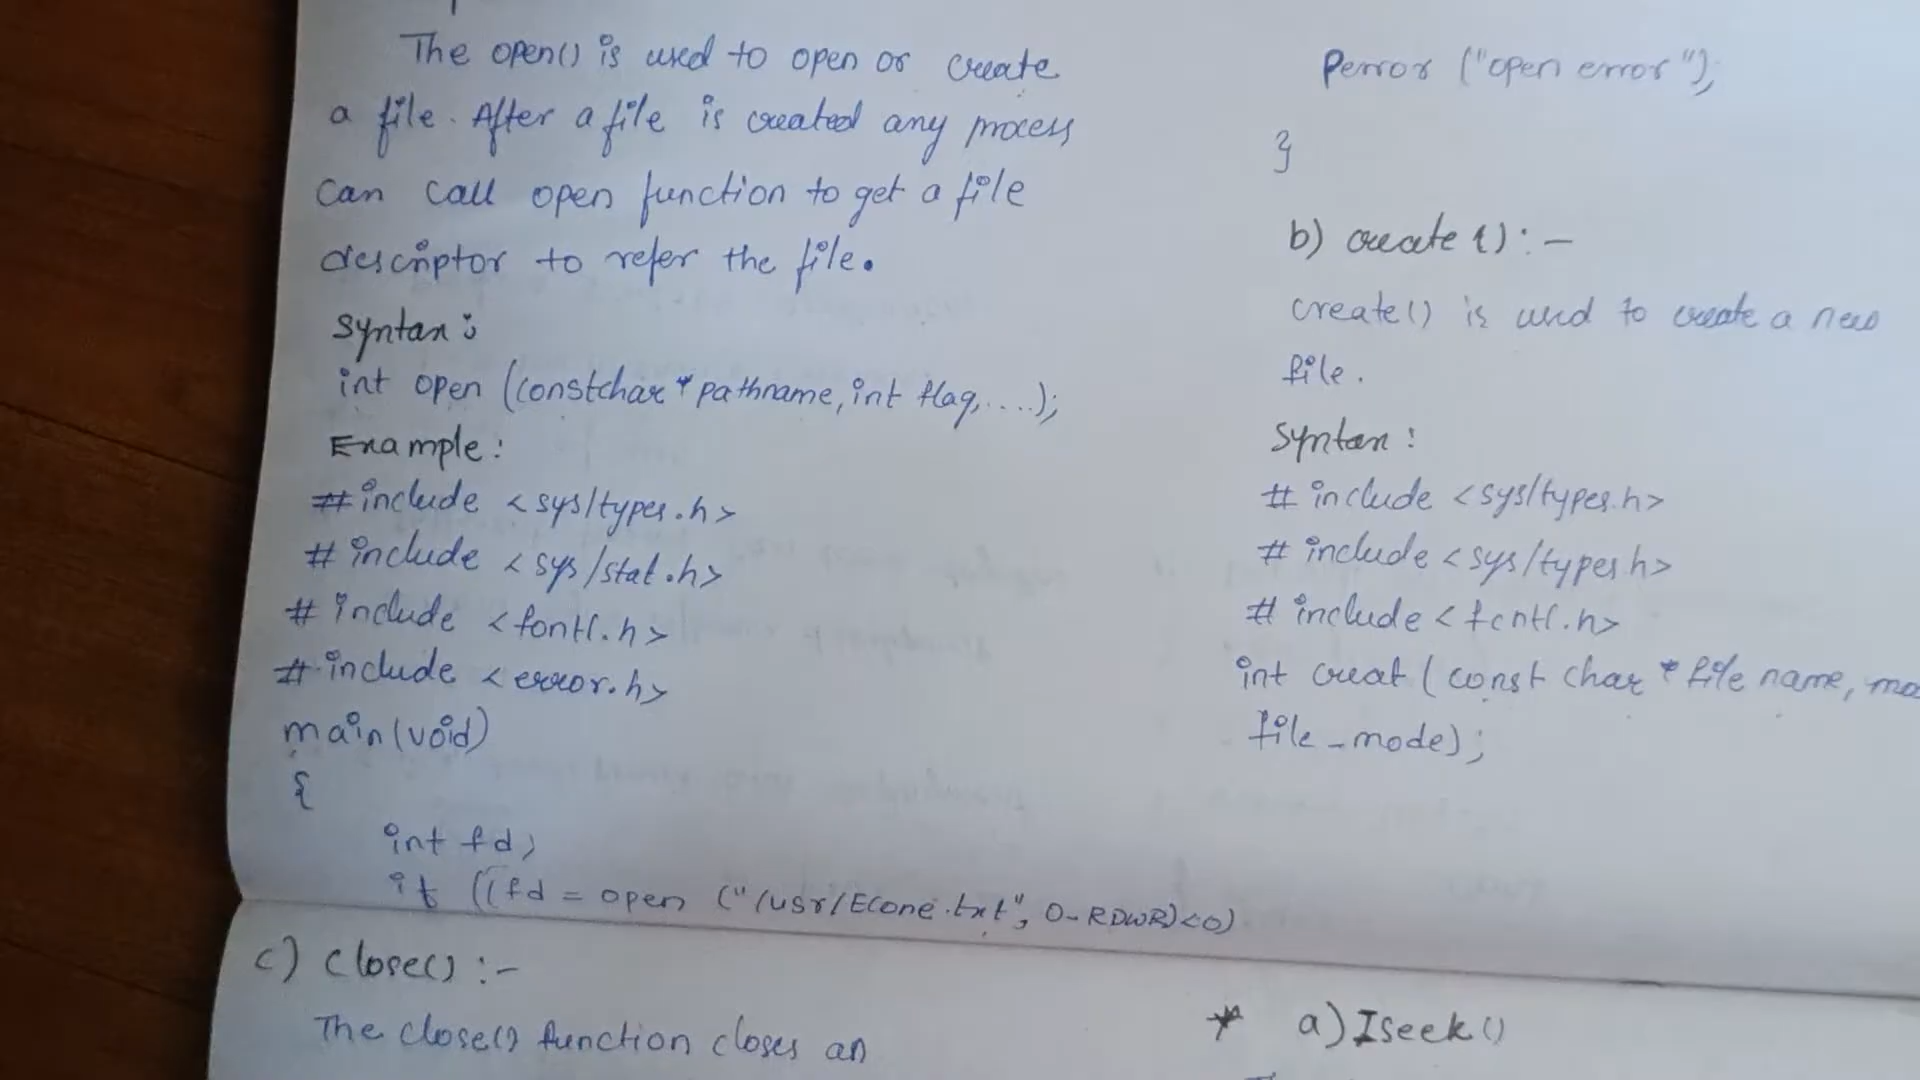 The open() is used to open or create
a file. After a file is created any process
can call open function to get a file
descriptor to refer the file.
Syntax:
int open (constchar * pathname, int flag,....);
Example:
# include <sys/types.h>
# include <sys/stat.h>
# include <fcntl.h>
# include <error.h>
main(void)
{
int fd;
if ((fd = open ("/usr/Econe.txt", O-RDWR)<0)
perror ("open error");
}
b) create():-
create() is used to create a new
file.
Syntax:
# include <sys/types.h>
# include <sys/types.h>
# include <fcntl.h>
int creat (const char * file name, mo
file_mode);
c) close():-
The close() function closes an
* a) Iseek()